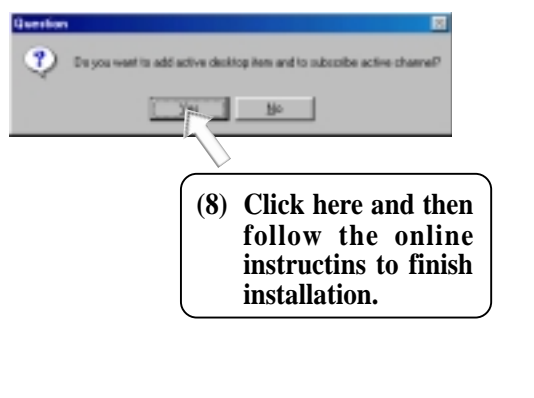 Question
Do you want to add active desktop item and to subscribe active channel?
Yes No
(8) Click here and then
follow the online
instructins to finish
installation.